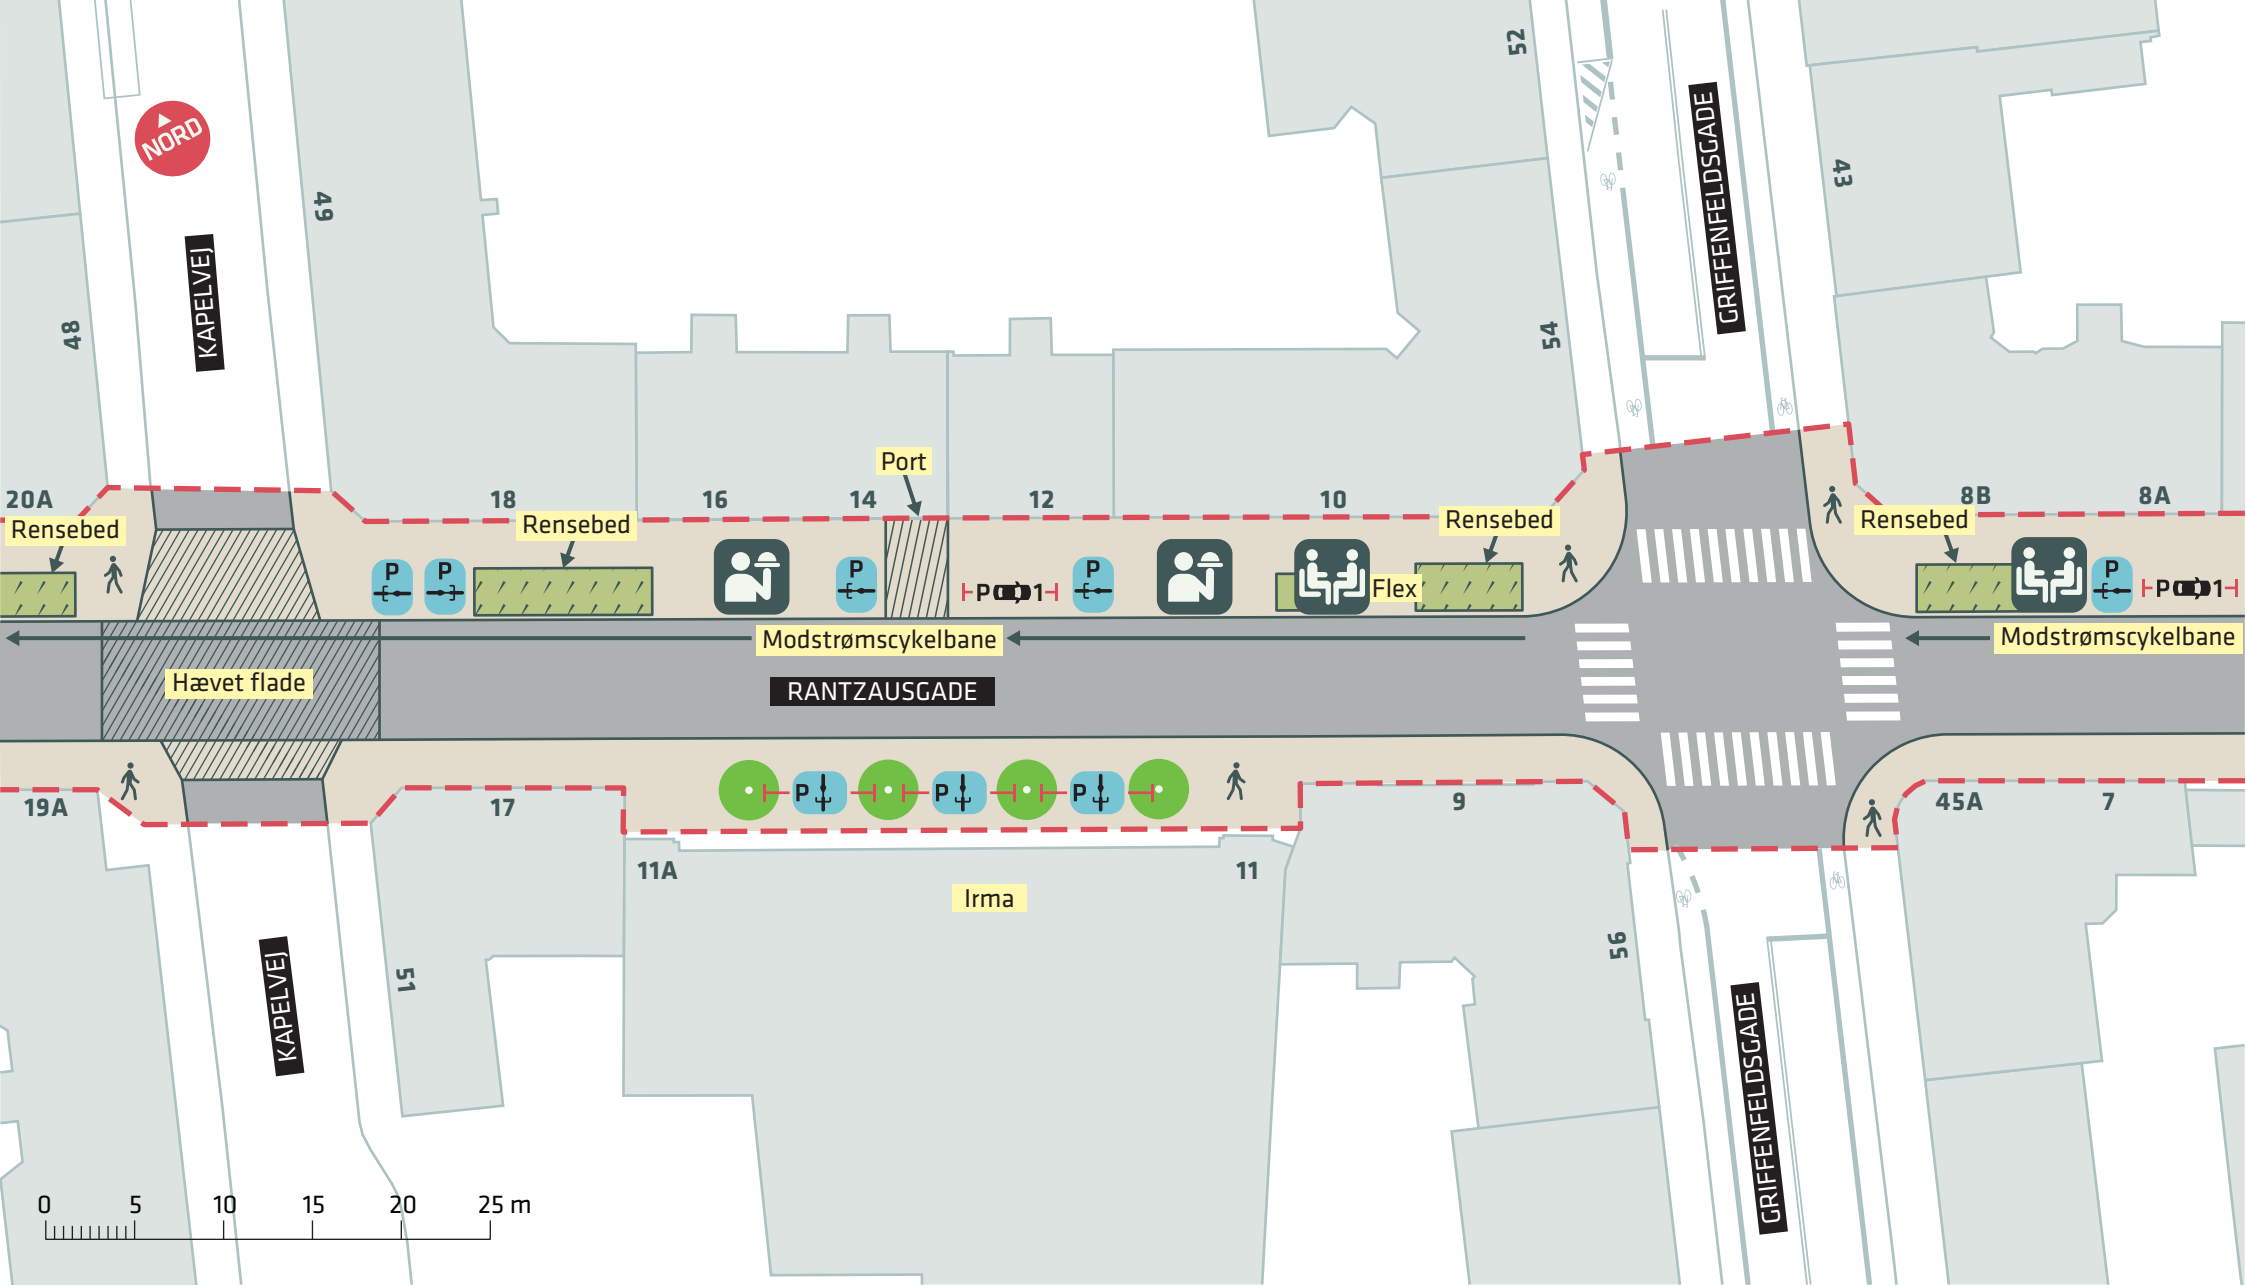 52
NORD
GRIFFENFELDSGADE
43
49
KAPELVEJ
48
54
Port
20A
18
16
14
12
10
8B
8A
Rensebed
Rensebed
Rensebed
Rensebed
P
P
P
P
P
P 1
Flex
P 1
Modstrømscykelbane
Modstrømscykelbane
Hævet flade
RANTZAUSGADE
P
P
P
19A
17
9
45A
7
11A
11
Irma
56
51
KAPELVEJ
GRIFFENFELDSGADE
0 5 10 15 20 25 m